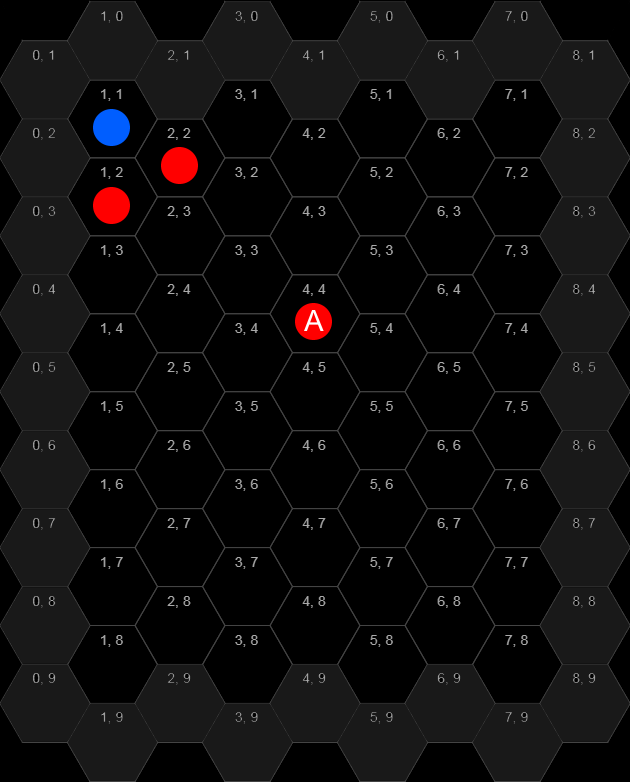 1, 0 3, 0 5, 0 7, 0
0, 1 2, 1 4, 1 6, 1 8, 1
1, 1 3, 1 5, 1 7, 1
0, 2 2, 2 4, 2 6, 2 8, 2
1, 2 3, 2 5, 2 7, 2
0, 3 2, 3 4, 3 6, 3 8, 3
1, 3 3, 3 5, 3 7, 3
0, 4 2, 4 4, 4 6, 4 8, 4
A
1, 4 3, 4 5, 4 7, 4
0, 5 2, 5 4, 5 6, 5 8, 5
1, 5 3, 5 5, 5 7, 5
0, 6 2, 6 4, 6 6, 6 8, 6
1, 6 3, 6 5, 6 7, 6
0, 7 2, 7 4, 7 6, 7 8, 7
1, 7 3, 7 5, 7 7, 7
0, 8 2, 8 4, 8 6, 8 8, 8
1, 8 3, 8 5, 8 7, 8
0, 9 2, 9 4, 9 6, 9 8, 9
1, 9 3, 9 5, 9 7, 9